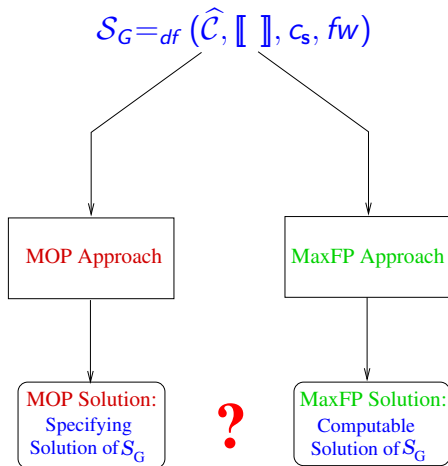 𝒮_G =_df (𝒞̂, ⟦ ⟧, c_s, fw)
MOP Approach
MaxFP Approach
MOP Solution:
Specifying
Solution of S_G
?
MaxFP Solution:
Computable
Solution of S_G